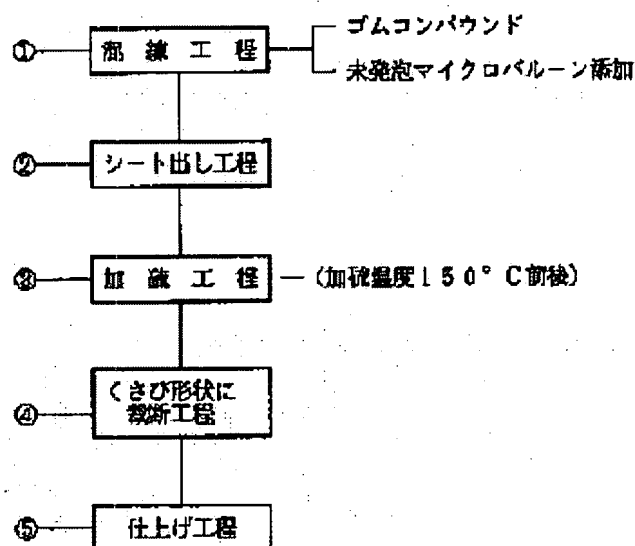 ① 混練工程
ゴムコンパウンド
未発泡マイクロバルーン添加
② シート出し工程
③ 加硫工程 ―(加硫温度150°C前後)
④ くさび形状に
裁断工程
⑤ 仕上げ工程